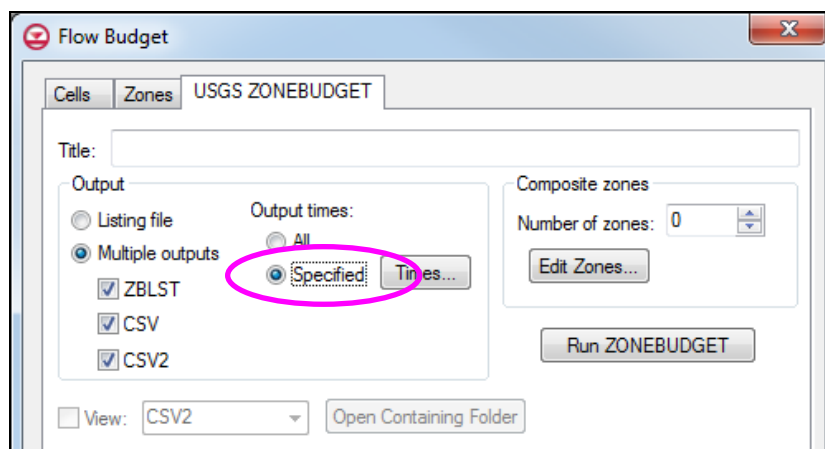 Flow Budget
Cells Zones USGS ZONEBUDGET
Title:
Output
Listing file
Multiple outputs
ZBLST
CSV
CSV2
Output times:
All
Specified Times...
Composite zones
Number of zones: 0
Edit Zones...
Run ZONEBUDGET
View: CSV2 Open Containing Folder